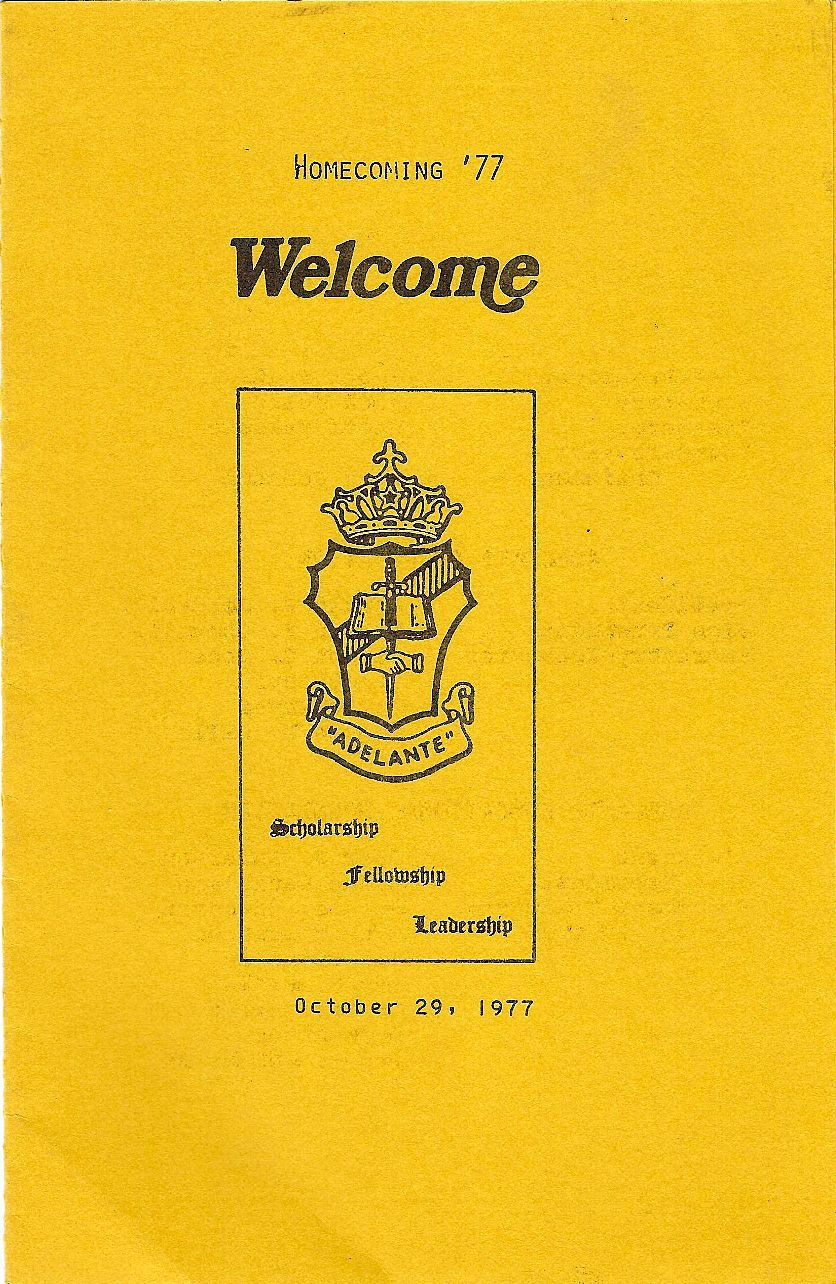 HOMECOMING '77
Welcome
"ADELANTE"
Scholarship
Fellowship
Leadership
October 29, 1977